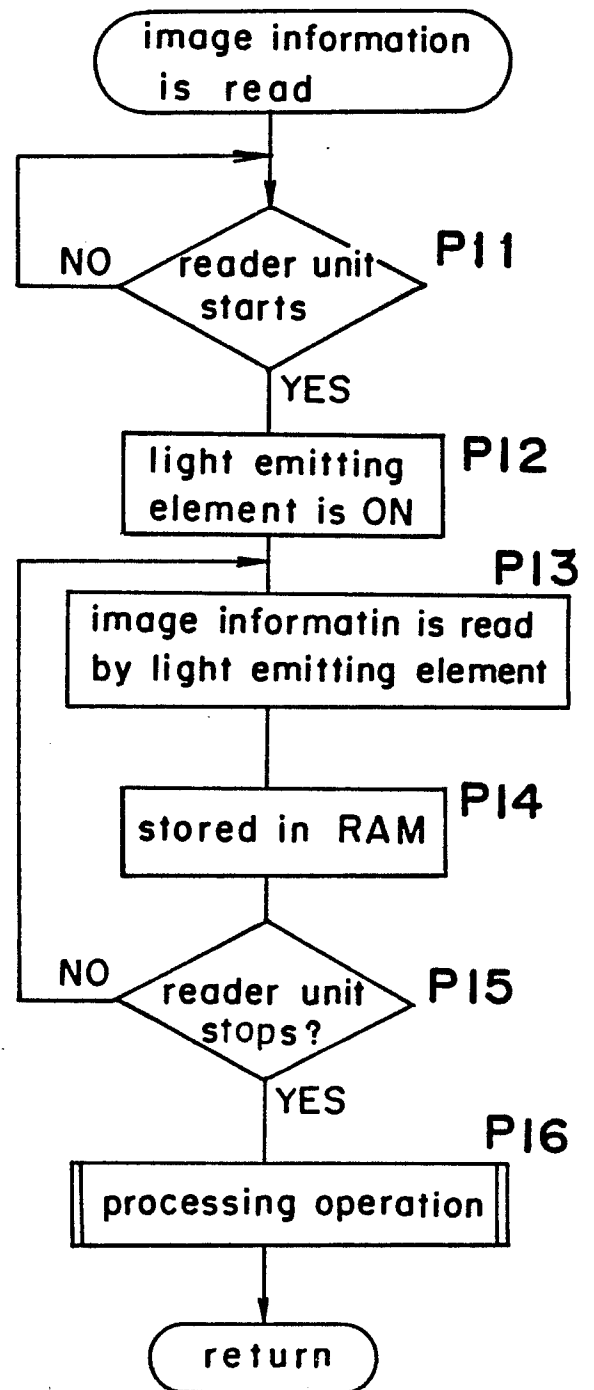 image information
is read
NO
reader unit
starts
P11
YES
light emitting
element is ON
P12
P13
image informatin is read
by light emitting element
stored in RAM
P14
NO
reader unit
stops?
P15
YES
P16
processing operation
return